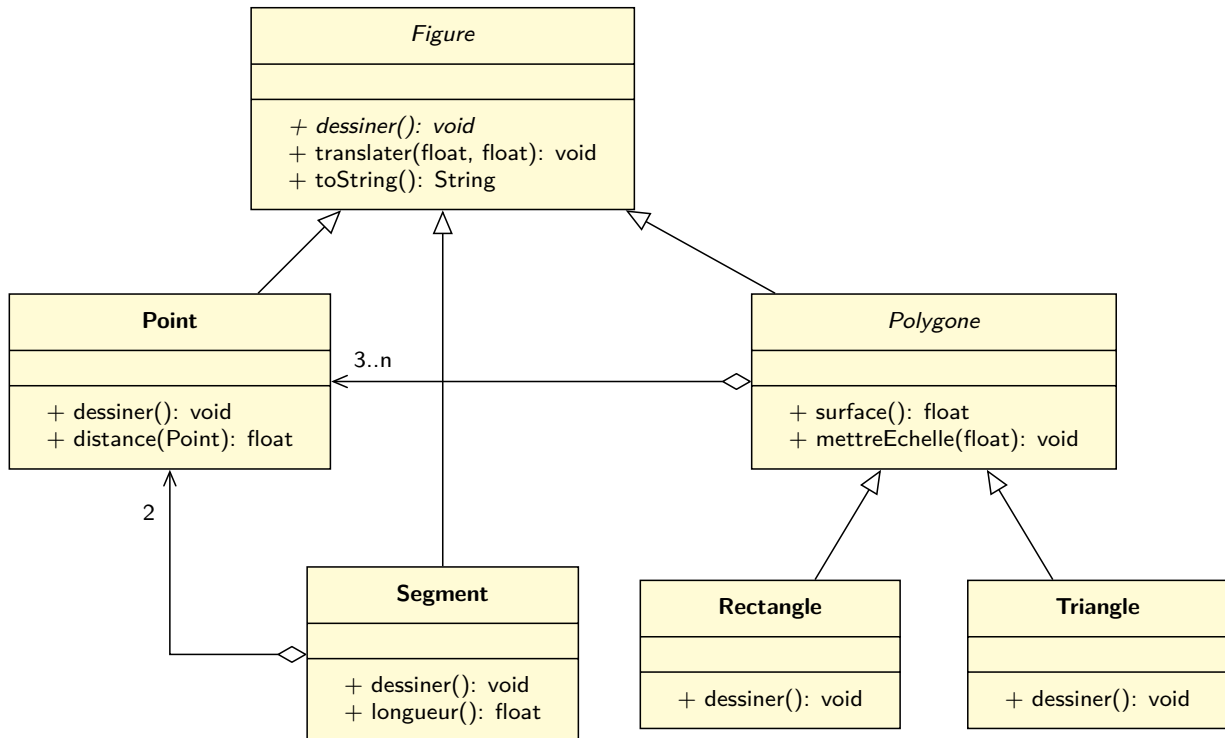 Figure
+ dessiner(): void
+ translater(float, float): void
+ toString(): String
Point
+ dessiner(): void
+ distance(Point): float
3..n
Polygone
+ surface(): float
+ mettreEchelle(float): void
2
Segment
+ dessiner(): void
+ longueur(): float
Rectangle
+ dessiner(): void
Triangle
+ dessiner(): void